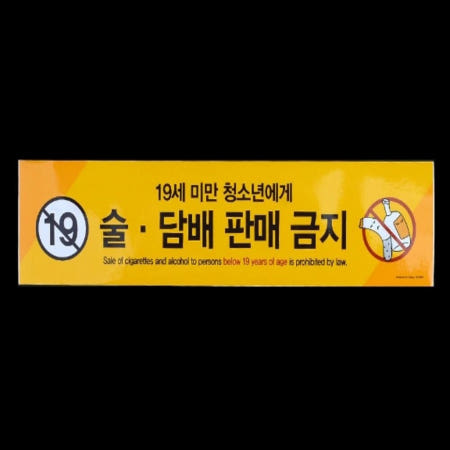 19세 미만 청소년에게
19 술 · 담배 판매 금지
Sale of cigarettes and alcohol to persons below 19 years of age is prohibited by law.